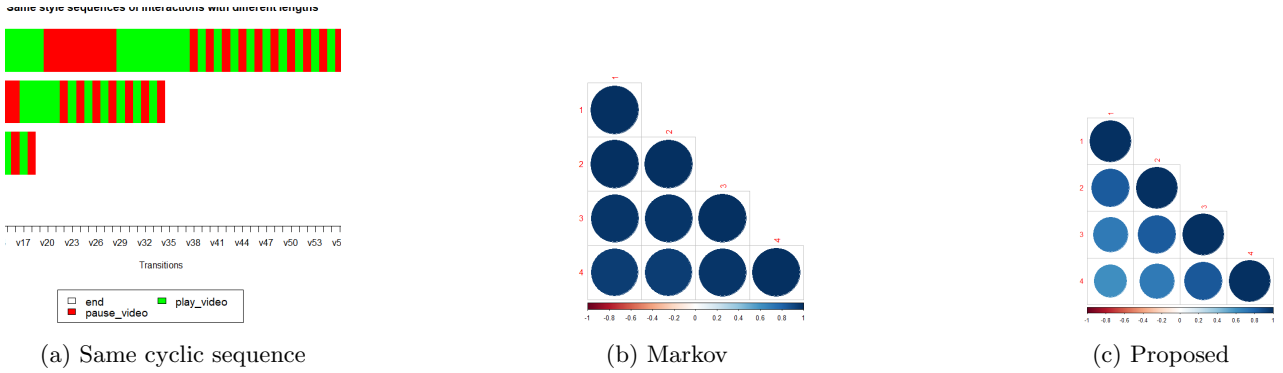 Same style sequences of interactions with different lengths
v17 v20 v23 v26 v29 v32 v35 v38 v41 v44 v47 v50 v53 v5
Transitions
end play_video
pause_video
(a) Same cyclic sequence
1
1
2
2
3
3
4
4
-1 -0.8 -0.6 -0.4 -0.2 0 0.2 0.4 0.6 0.8 1
(b) Markov
1
1
2
2
3
3
4
4
-1 -0.8 -0.6 -0.4 -0.2 0 0.2 0.4 0.6 0.8 1
(c) Proposed